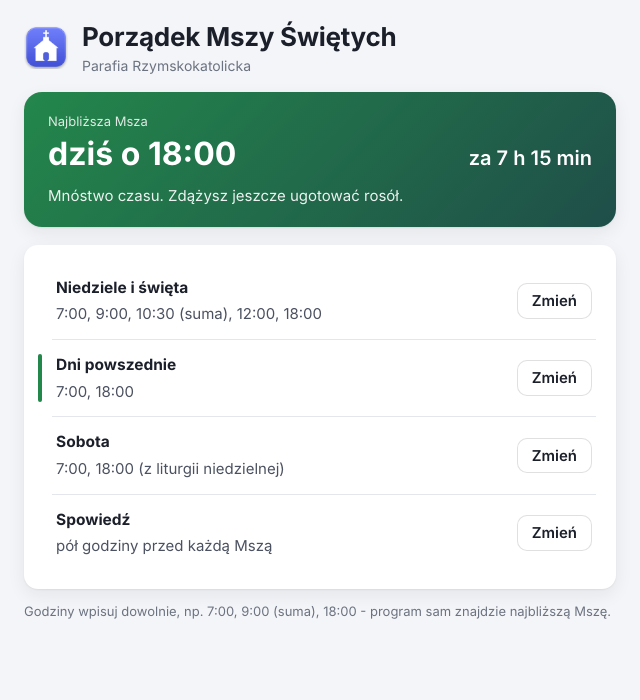 Porządek Mszy Świętych
Parafia Rzymskokatolicka
Najbliższa Msza
dziś o 18:00
za 7 h 15 min
Mnóstwo czasu. Zdążysz jeszcze ugotować rosół.
Niedziele i święta
7:00, 9:00, 10:30 (suma), 12:00, 18:00
Zmień
Dni powszednie
7:00, 18:00
Zmień
Sobota
7:00, 18:00 (z liturgii niedzielnej)
Zmień
Spowiedź
pół godziny przed każdą Mszą
Zmień
Godziny wpisuj dowolnie, np. 7:00, 9:00 (suma), 18:00 - program sam znajdzie najbliższą Mszę.